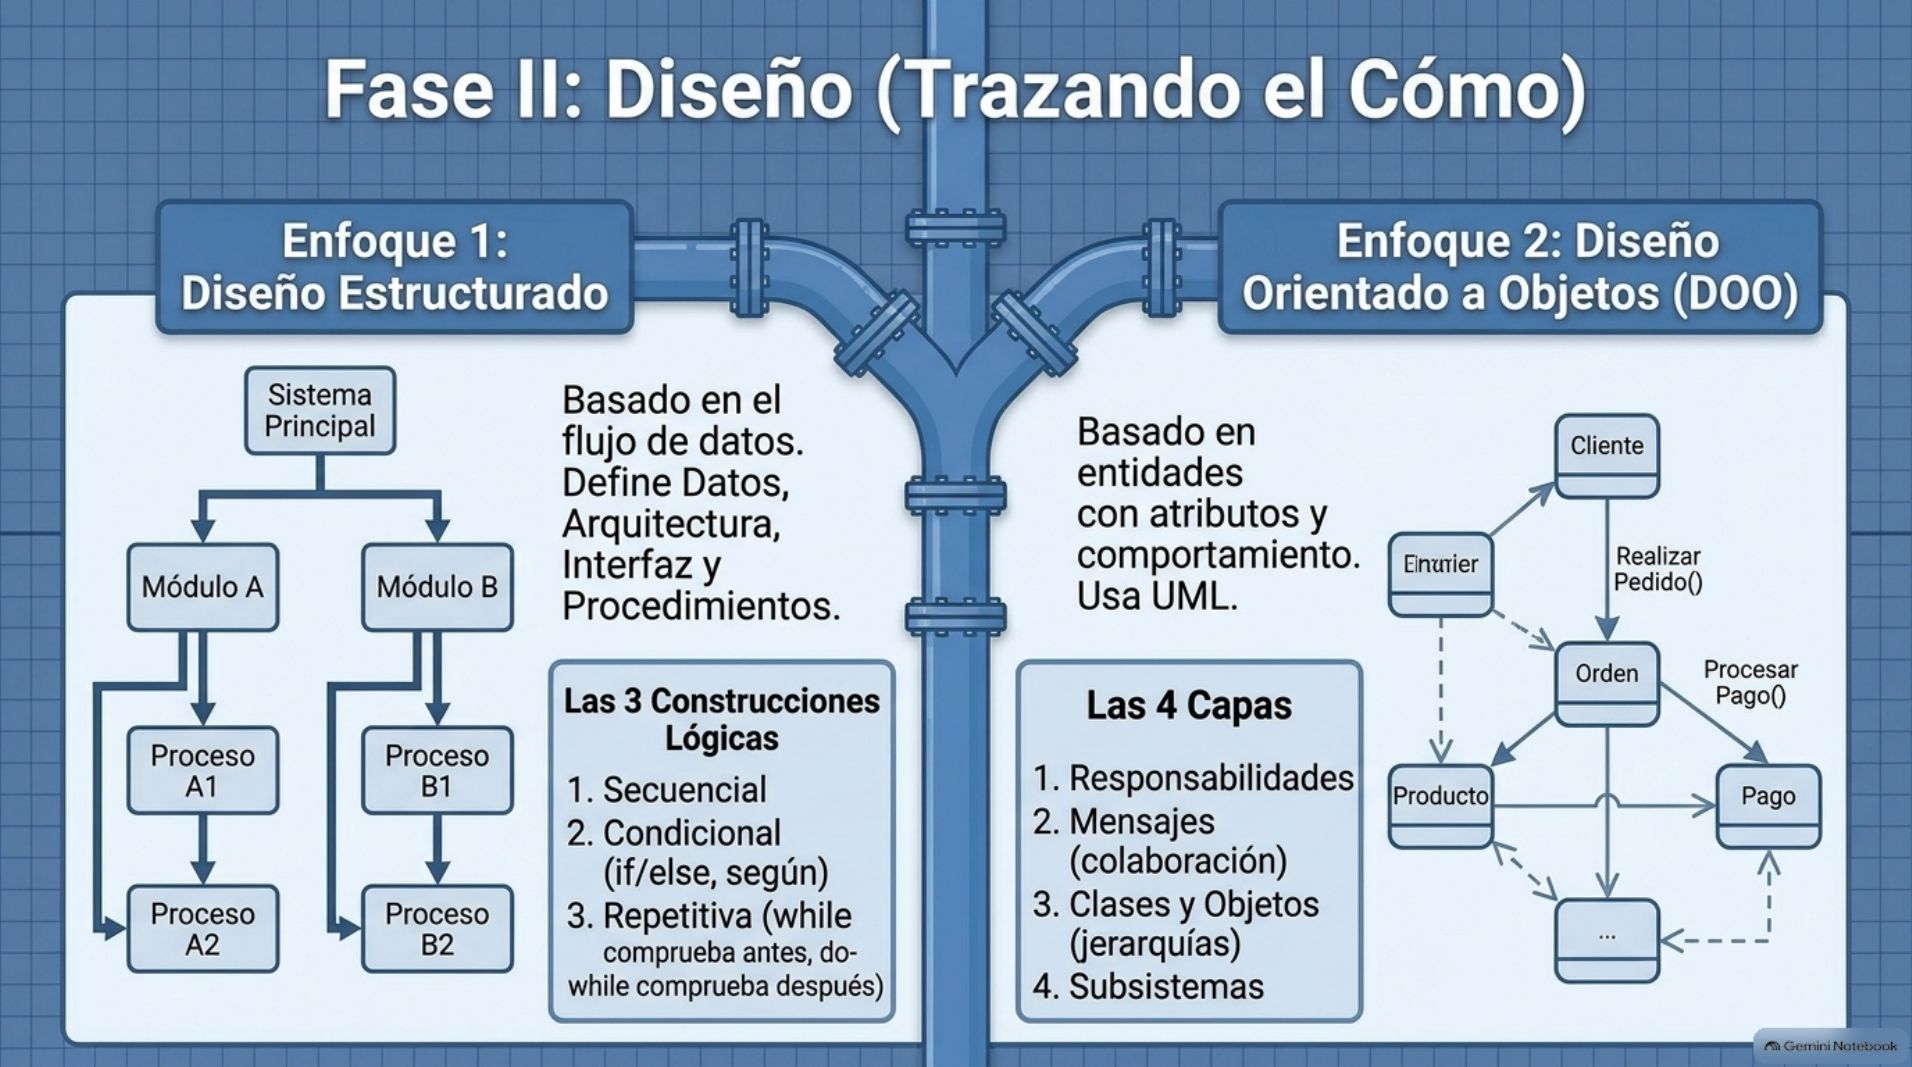 Fase II: Diseño (Trazando el Cómo)
Enfoque 1:
Diseño Estructurado
Sistema
Principal
Módulo A
Módulo B
Proceso
A1
Proceso
B1
Proceso
A2
Proceso
B2
Basado en el
flujo de datos.
Define Datos,
Arquitectura,
Interfaz y
Procedimientos.
Las 3 Construcciones
Lógicas
1. Secuencial
2. Condicional
(if/else, según)
3. Repetitiva (while
comprueba antes, do-
while comprueba después)
Enfoque 2: Diseño
Orientado a Objetos (DOO)
Basado en
entidades
con atributos y
comportamiento.
Usa UML.
Las 4 Capas
1. Responsabilidades
2. Mensajes
(colaboración)
3. Clases y Objetos
(jerarquías)
4. Subsistemas
Cliente
Realizar
Pedido()
Orden
Procesar
Pago()
Producto
Pago
...
Gemini Notebook